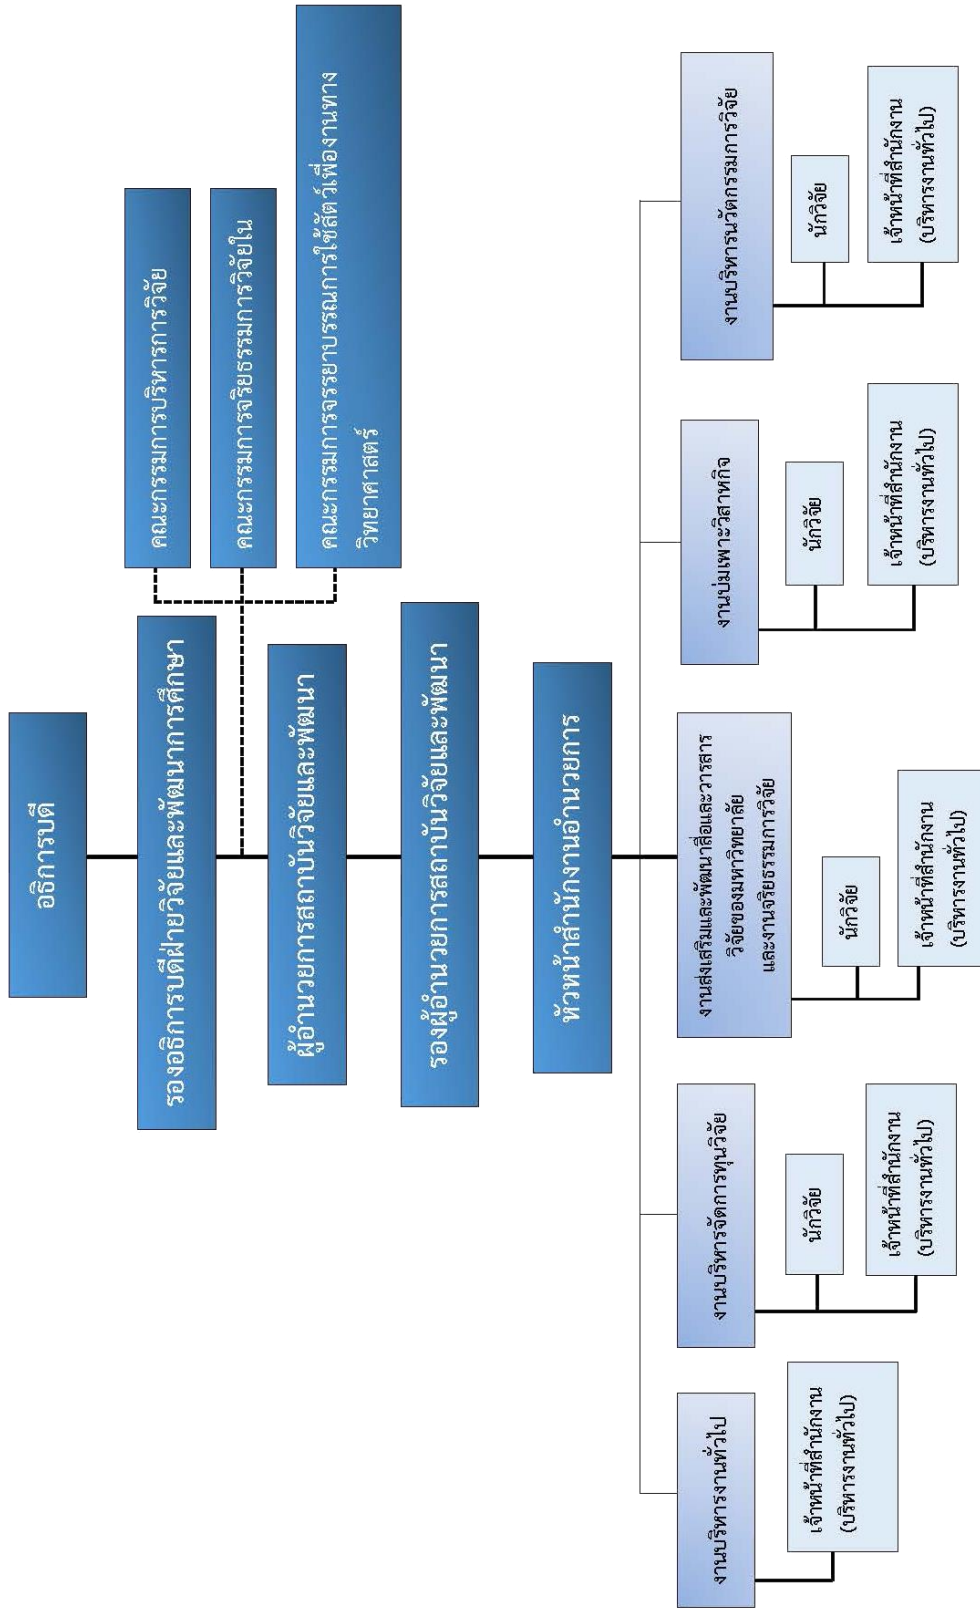 อธิการบดี
รองอธิการบดีฝ่ายวิจัยและพัฒนาการศึกษา
คณะกรรมการบริหารการวิจัย
คณะกรรมการจริยธรรมการวิจัยใน
คณะกรรมการจรรยาบรรณการใช้สัตว์เพื่องานทาง
วิทยาศาสตร์
ผู้อำนวยการสถาบันวิจัยและพัฒนา
รองผู้อำนวยการสถาบันวิจัยและพัฒนา
หัวหน้าสำนักงานอำนวยการ
งานบริหารงานทั่วไป
เจ้าหน้าที่สำนักงาน
(บริหารงานทั่วไป)
งานบริหารจัดการทุนวิจัย
นักวิจัย
เจ้าหน้าที่สำนักงาน
(บริหารงานทั่วไป)
งานส่งเสริมและพัฒนาสื่อและวารสาร
วิจัยของมหาวิทยาลัย
และงานจริยธรรมการวิจัย
นักวิจัย
เจ้าหน้าที่สำนักงาน
(บริหารงานทั่วไป)
งานบ่มเพาะวิสาหกิจ
นักวิจัย
เจ้าหน้าที่สำนักงาน
(บริหารงานทั่วไป)
งานบริหารนวัตกรรมการวิจัย
นักวิจัย
เจ้าหน้าที่สำนักงาน
(บริหารงานทั่วไป)